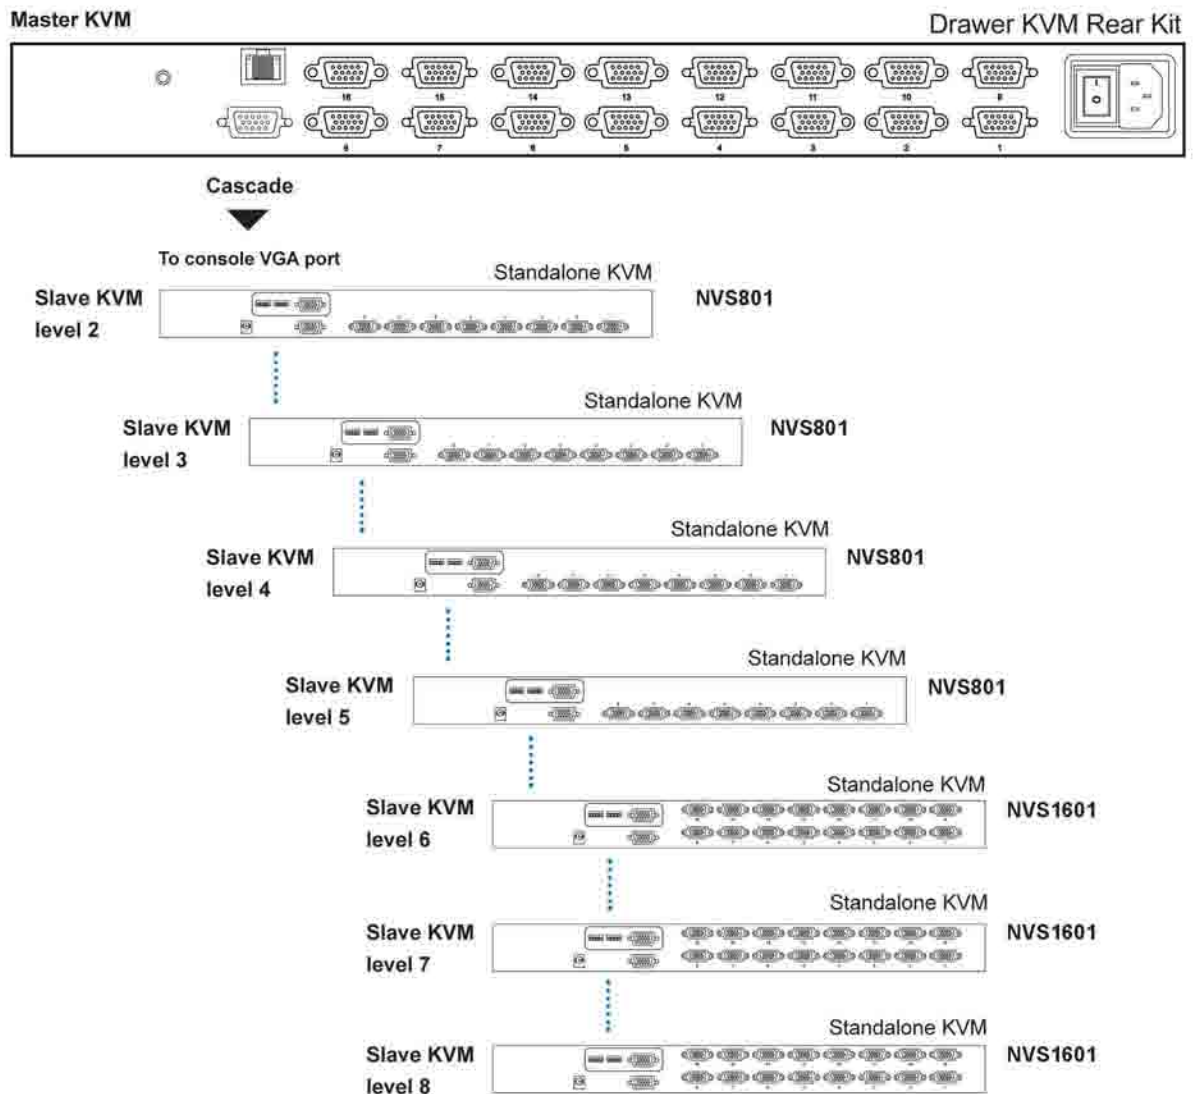 Master KVM
Drawer KVM Rear Kit
16 15 14 13 12 11 10 9
8 7 6 5 4 3 2 1
Cascade
To console VGA port
Standalone KVM
Slave KVM
level 2
NVS801
Standalone KVM
Slave KVM
level 3
NVS801
Standalone KVM
Slave KVM
level 4
NVS801
Standalone KVM
Slave KVM
level 5
NVS801
Standalone KVM
Slave KVM
level 6
NVS1601
Standalone KVM
Slave KVM
level 7
NVS1601
Standalone KVM
Slave KVM
level 8
NVS1601